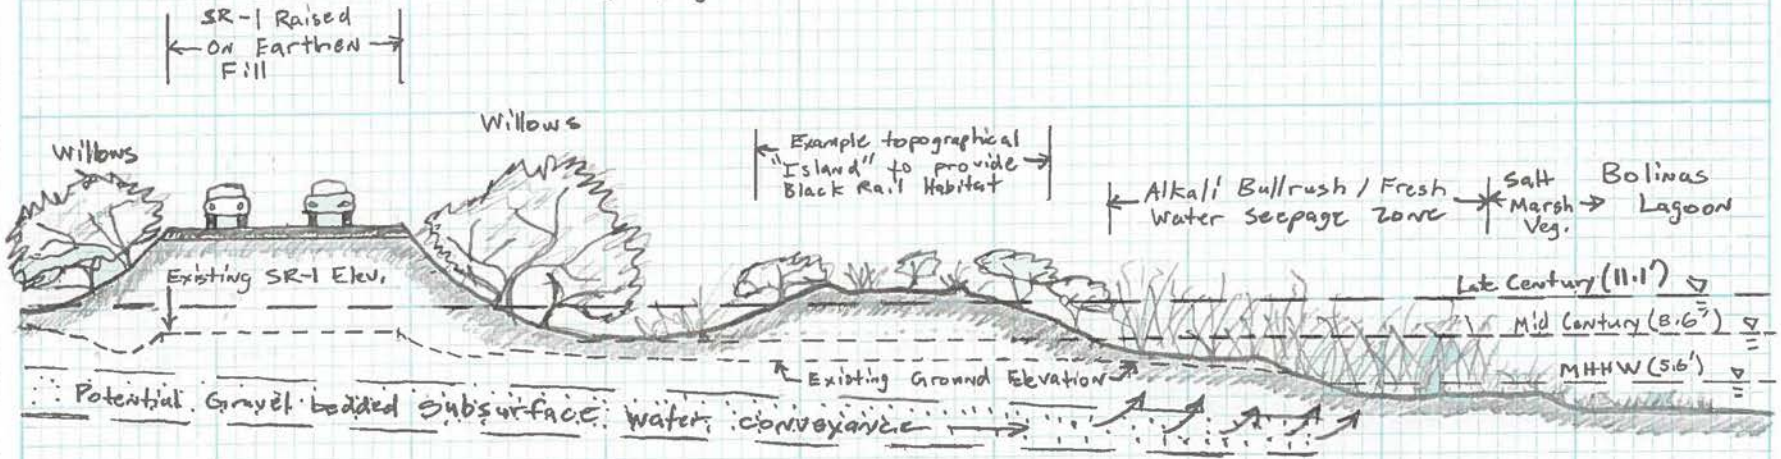 SR-1 Raised
On Earthen
Fill
Willows
Willows
Example topographical
"Island" to provide
Black Rail Habitat
Alkali Bullrush / Fresh
Water Seepage Zone
Salt
Marsh
Veg.
Bolinas
Lagoon
Existing SR-1 Elev.
Late Century (11.1')
Mid Century (8.6')
MHHW (5.6')
Existing Ground Elevation
Potential Gravel bedded subsurface water conveyance